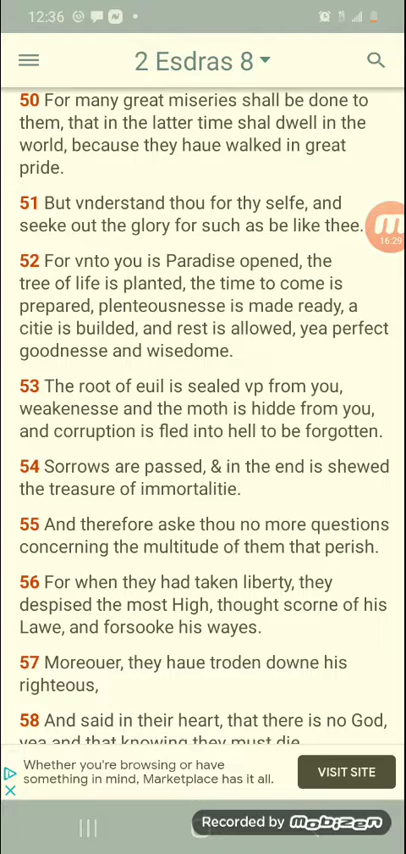 12:36
2 Esdras 8
50 For many great miseries shall be done to
them, that in the latter time shal dwell in the
world, because they haue walked in great
pride.
51 But vnderstand thou for thy selfe, and
seeke out the glory for such as be like thee.
16:29
52 For vnto you is Paradise opened, the
tree of life is planted, the time to come is
prepared, plenteousnesse is made ready, a
citie is builded, and rest is allowed, yea perfect
goodnesse and wisedome.
53 The root of euil is sealed vp from you,
weakenesse and the moth is hidde from you,
and corruption is fled into hell to be forgotten.
54 Sorrows are passed, & in the end is shewed
the treasure of immortalitie.
55 And therefore aske thou no more questions
concerning the multitude of them that perish.
56 For when they had taken liberty, they
despised the most High, thought scorne of his
Lawe, and forsooke his wayes.
57 Moreouer, they haue troden downe his
righteous,
58 And said in their heart, that there is no God,
yea and that knowing they must die
Whether you're browsing or have
something in mind, Marketplace has it all.
VISIT SITE
Recorded by Mobizen